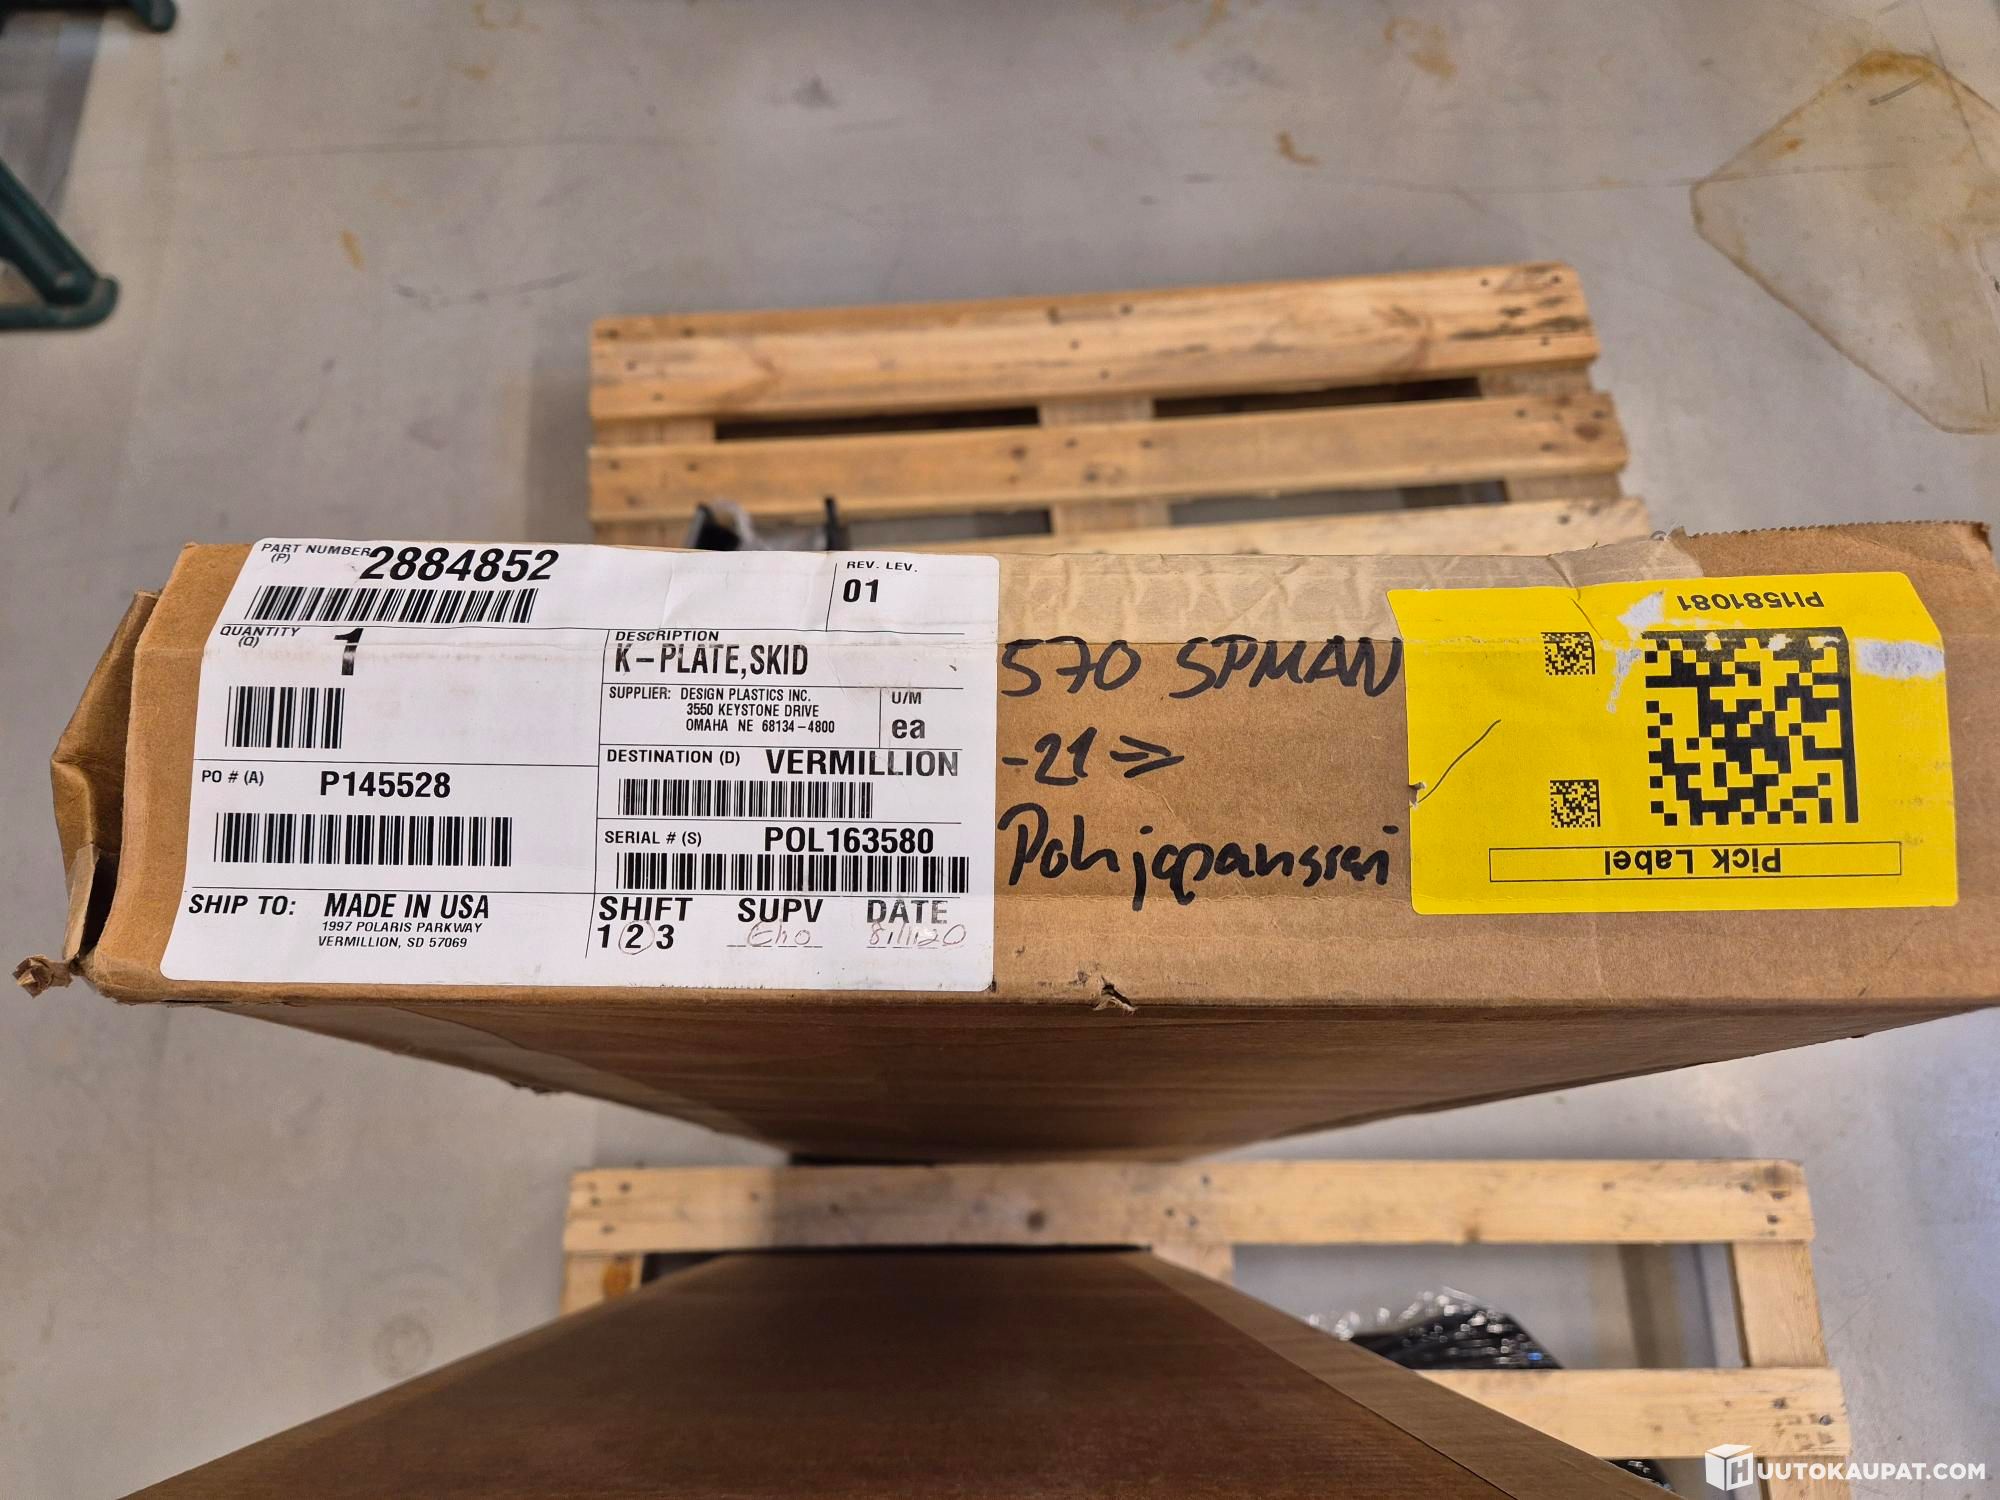 PART NUMBER 2884852
(P)
REV. LEV.
01
QUANTITY
(Q)
1
DESCRIPTION
K-PLATE,SKID
SUPPLIER: DESIGN PLASTICS INC.
3550 KEYSTONE DRIVE
OMAHA NE 68134-4800
U/M
ea
PO # (A) P145528
DESTINATION (D) VERMILLION
SERIAL # (S) POL163580
SHIP TO: MADE IN USA
1997 POLARIS PARKWAY
VERMILLION, SD 57069
SHIFT SUPV DATE
1 2 3
570 SPMAN
-21 =>
Pohjapanssari
PI1581081
Pick Label
HUUTOKAUPAT.COM